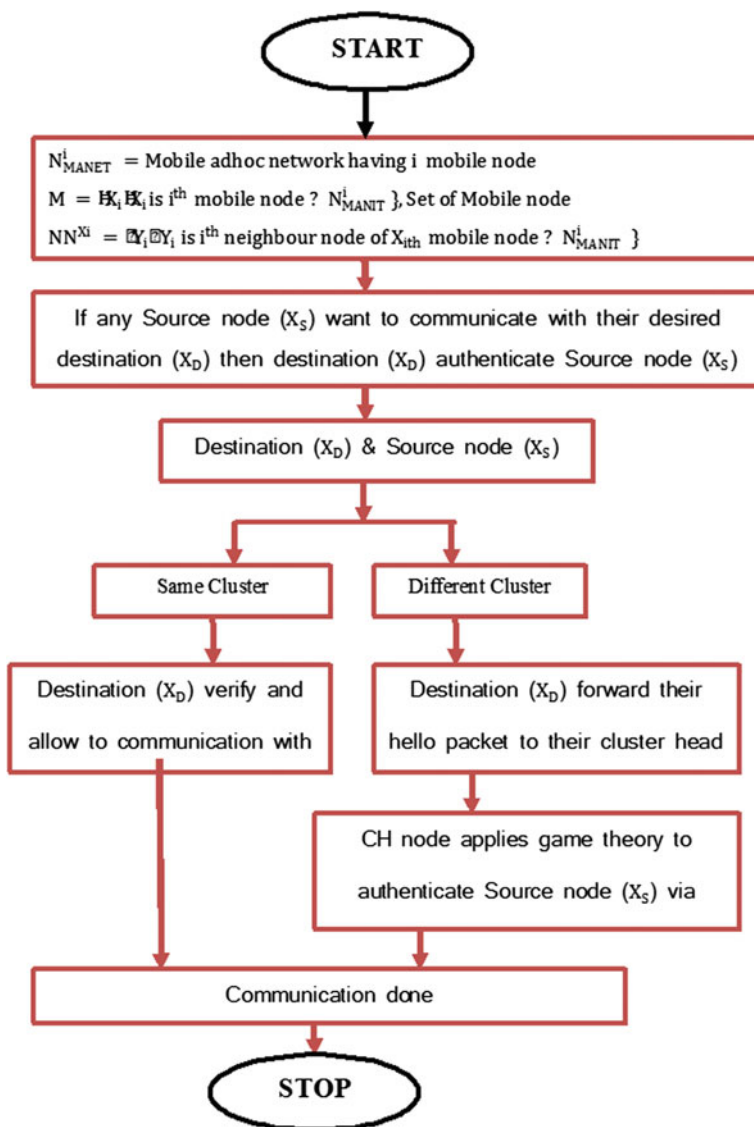 START
N^i_MANET = Mobile adhoc network having i mobile node
M = X_i X_i is i^th mobile node ? N^i_MANIT }, Set of Mobile node
NN^Xi = Y_i Y_i is i^th neighbour node of X_ith mobile node ? N^i_MANIT }
If any Source node (X_S) want to communicate with their desired
destination (X_D) then destination (X_D) authenticate Source node (X_S)
Destination (X_D) & Source node (X_S)
Same Cluster
Different Cluster
Destination (X_D) verify and
allow to communication with
Destination (X_D) forward their
hello packet to their cluster head
CH node applies game theory to
authenticate Source node (X_S) via
Communication done
STOP